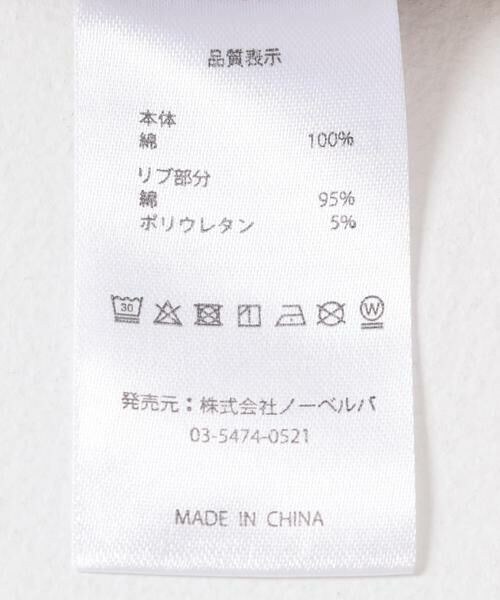 品質表示
本体
綿 100%
リブ部分
綿 95%
ポリウレタン 5%
30 W
発売元：株式会社ノーベルバ
03-5474-0521
MADE IN CHINA